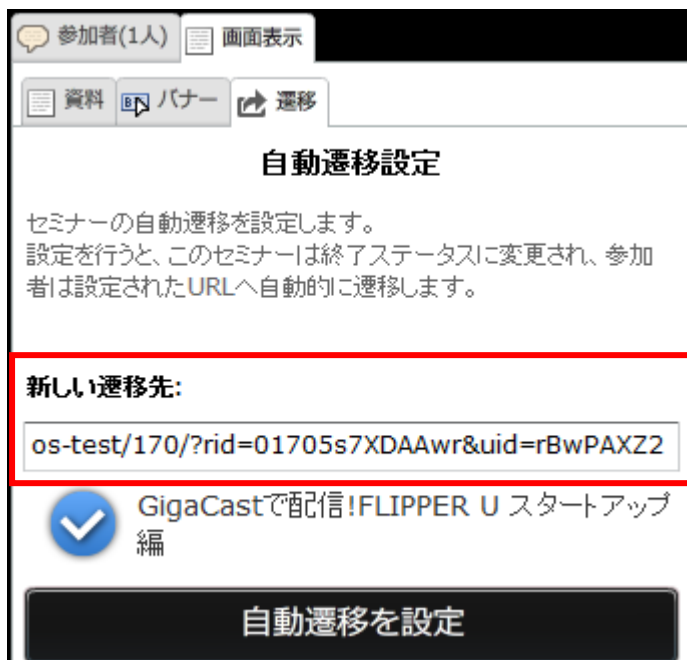 参加者(1人) 画面表示
資料 バナー 遷移
自動遷移設定
セミナーの自動遷移を設定します。
設定を行うと、このセミナーは終了ステータスに変更され、参加
者は設定されたURLへ自動的に遷移します。
新しい遷移先:
os-test/170/?rid=01705s7XDAAwr&uid=rBwPAXZ2
GigaCastで配信!FLIPPER U スタートアップ
編
自動遷移を設定